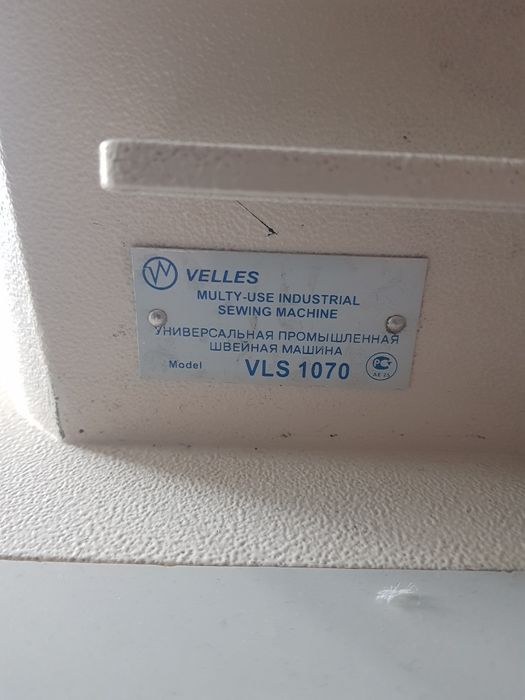 VELLES
MULTY-USE INDUSTRIAL
SEWING MACHINE
УНИВЕРСАЛЬНАЯ ПРОМЫШЛЕННАЯ
ШВЕЙНАЯ МАШИНА
Model VLS 1070